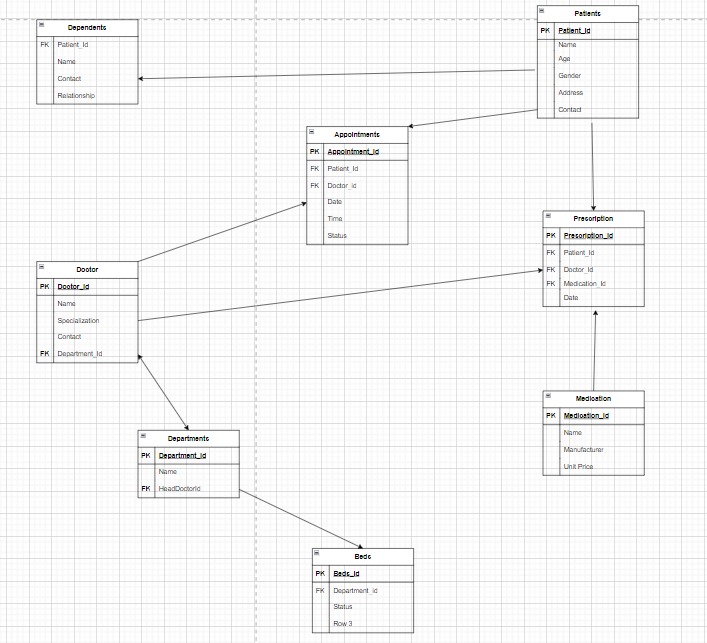 Patients
PK Patient_Id
Name
Age
Gender
Address
Contact
Dependents
FK Patient_Id
Name
Contact
Relationship
Appointments
PK Appointment_id
FK Patient_Id
FK Doctor_id
Date
Time
Status
Prescription
PK Prescription_id
FK Patient_Id
FK Doctor_Id
FK Medication_Id
Date
Doctor
PK Doctor_id
Name
Specialization
Contact
FK Department_Id
Medication
PK Medication_id
Name
Manufacturer
Unit Price
Departments
PK Department_id
Name
FK HeadDoctorId
Beds
PK Beds_id
FK Department_id
Status
Row 3